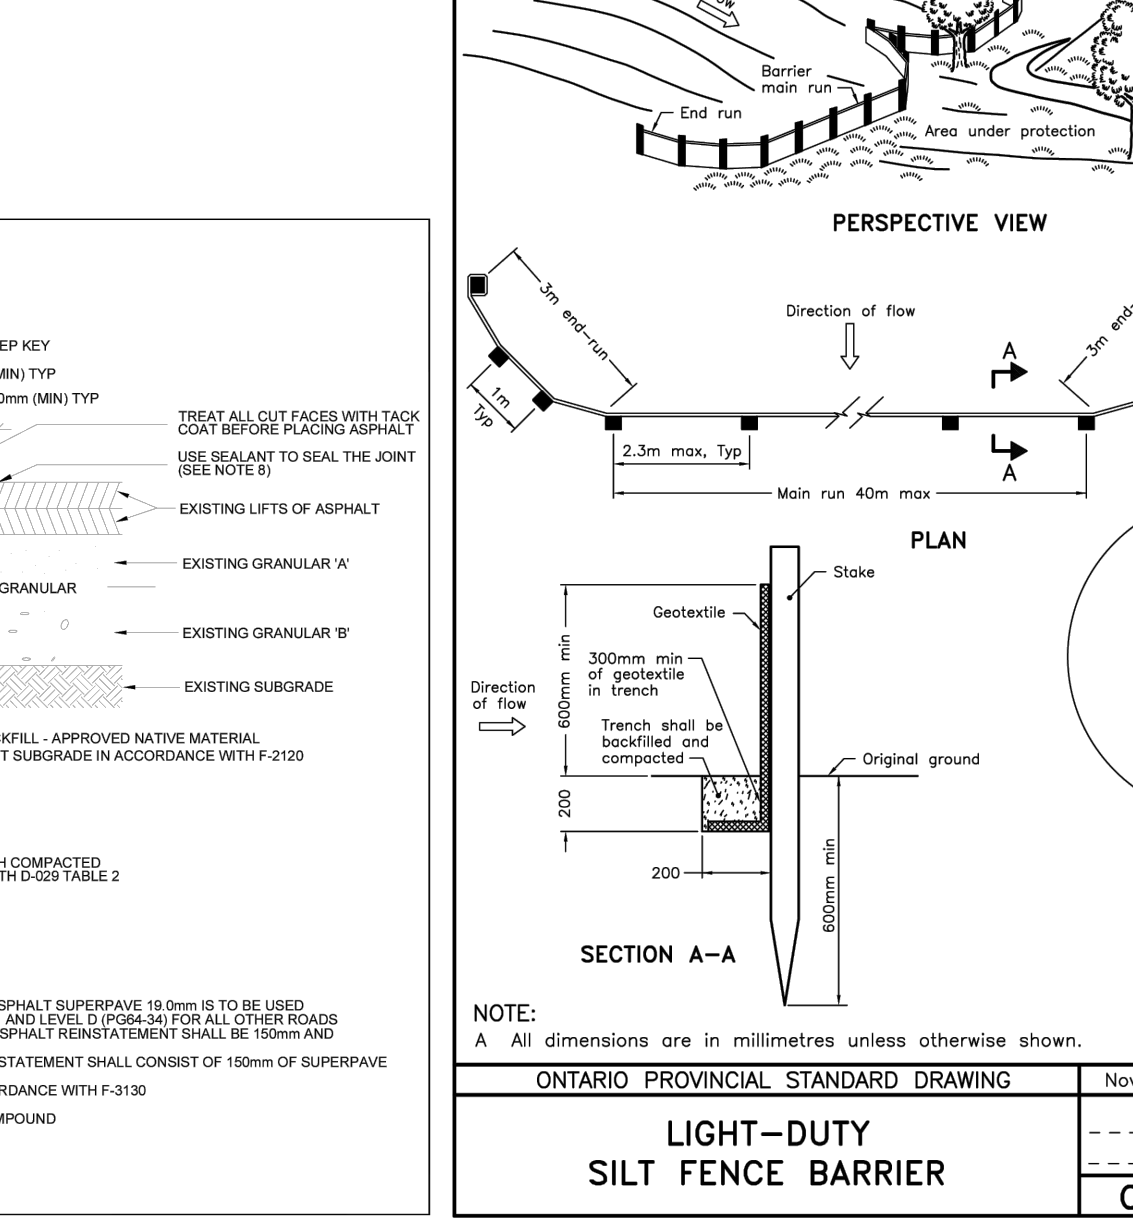 EP KEY
MIN) TYP
0mm (MIN) TYP
TREAT ALL CUT FACES WITH TACK
COAT BEFORE PLACING ASPHALT
USE SEALANT TO SEAL THE JOINT
(SEE NOTE 8)
EXISTING LIFTS OF ASPHALT
EXISTING GRANULAR 'A'
GRANULAR
EXISTING GRANULAR 'B'
EXISTING SUBGRADE
KFILL - APPROVED NATIVE MATERIAL
T SUBGRADE IN ACCORDANCE WITH F-2120
H COMPACTED
TH D-029 TABLE 2
SPHALT SUPERPAVE 19.0mm IS TO BE USED
AND LEVEL D (PG64-34) FOR ALL OTHER ROADS
SPHALT REINSTATEMENT SHALL BE 150mm AND
STATEMENT SHALL CONSIST OF 150mm OF SUPERPAVE
RDANCE WITH F-3130
MPOUND
ow
Barrier
main run
End run
Area under protection
PERSPECTIVE VIEW
3m end-run
Direction of flow
A
3m end-
1m
Typ
2.3m max, Typ
A
Main run 40m max
PLAN
Stake
Geotextile
600mm min
300mm min
of geotextile
in trench
Direction
of flow
Trench shall be
backfilled and
compacted
Original ground
200
200
600mm min
SECTION A-A
NOTE:
A All dimensions are in millimetres unless otherwise shown.
ONTARIO PROVINCIAL STANDARD DRAWING
Nov
LIGHT-DUTY
SILT FENCE BARRIER